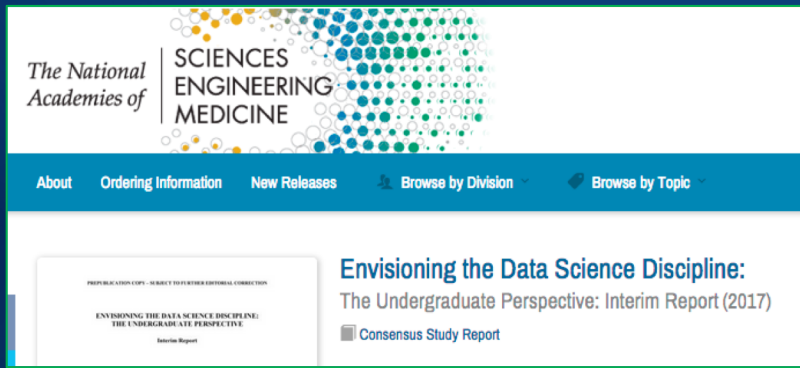 The National
Academies of
SCIENCES
ENGINEERING
MEDICINE
About Ordering Information New Releases Browse by Division Browse by Topic
PREPUBLICATION COPY – SUBJECT TO FURTHER EDITORIAL CORRECTION
ENVISIONING THE DATA SCIENCE DISCIPLINE:
THE UNDERGRADUATE PERSPECTIVE
Interim Report
Envisioning the Data Science Discipline:
The Undergraduate Perspective: Interim Report (2017)
Consensus Study Report